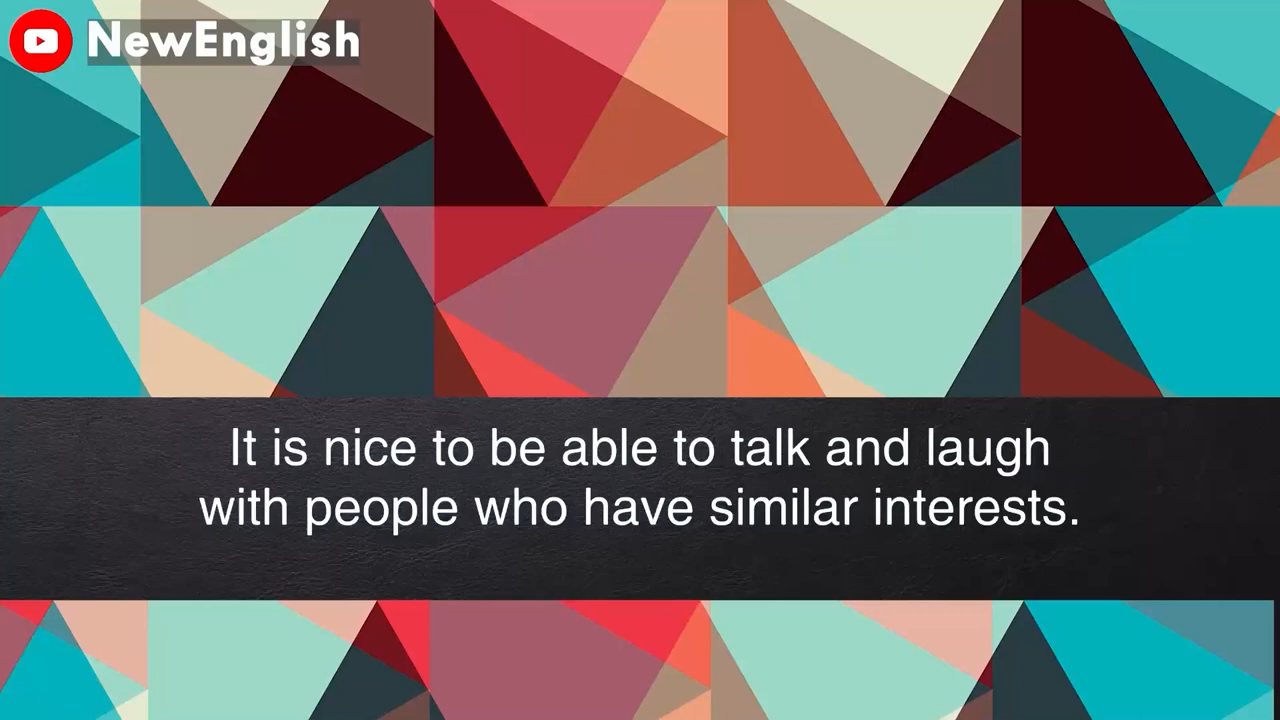 NewEnglish
It is nice to be able to talk and laugh
with people who have similar interests.